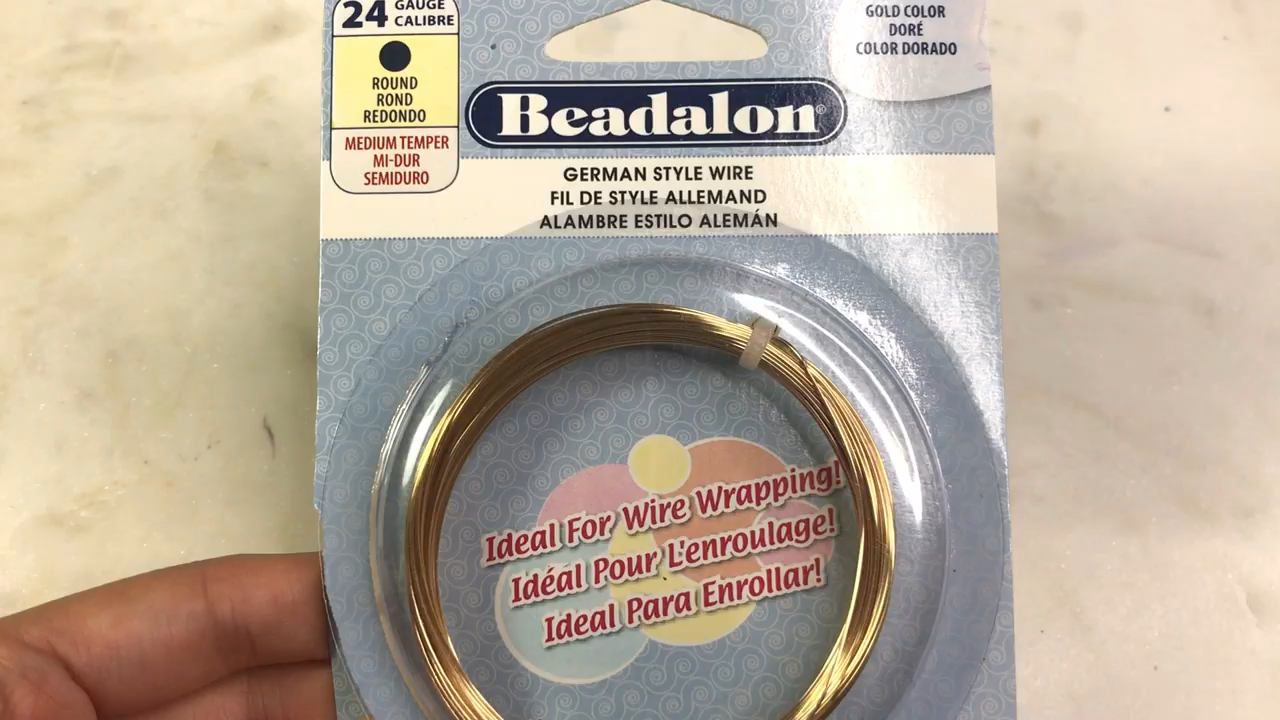 24 GAUGE
CALIBRE
ROUND
ROND
REDONDO
MEDIUM TEMPER
MI-DUR
SEMIDURO
GOLD COLOR
DORÉ
COLOR DORADO
Beadalon®
GERMAN STYLE WIRE
FIL DE STYLE ALLEMAND
ALAMBRE ESTILO ALEMÁN
Ideal For Wire Wrapping!
Idéal Pour L'enroulage!
Ideal Para Enrollar!